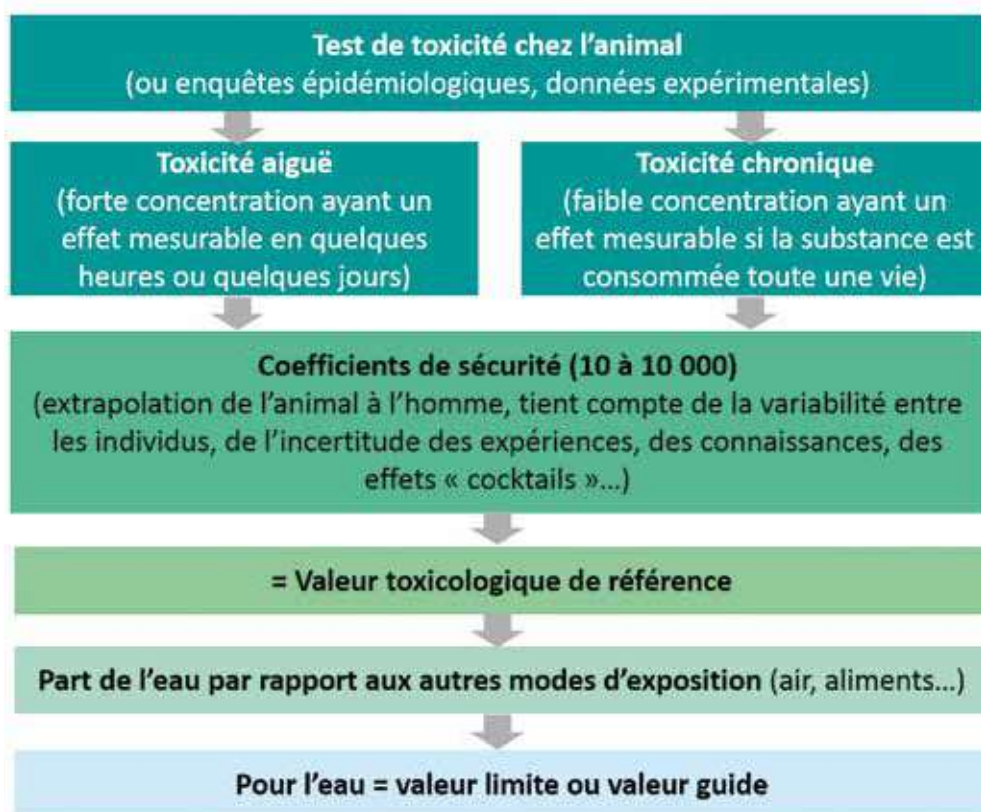 Test de toxicité chez l'animal
(ou enquêtes épidémiologiques, données expérimentales)
Toxicité aiguë
(forte concentration ayant un
effet mesurable en quelques
heures ou quelques jours)
Toxicité chronique
(faible concentration ayant un
effet mesurable si la substance est
consommée toute une vie)
Coefficients de sécurité (10 à 10 000)
(extrapolation de l'animal à l'homme, tient compte de la variabilité entre
les individus, de l'incertitude des expériences, des connaissances, des
effets « cocktails »...)
= Valeur toxicologique de référence
Part de l'eau par rapport aux autres modes d'exposition (air, aliments...)
Pour l'eau = valeur limite ou valeur guide